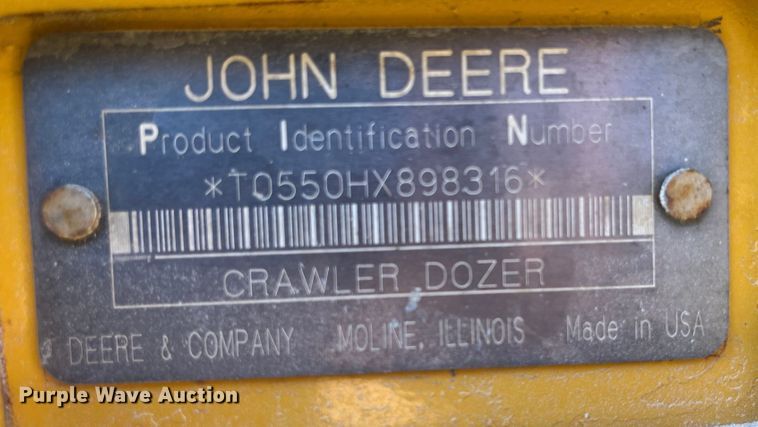 JOHN DEERE
Product Identification Number
*T0550HX898316*
CRAWLER DOZER
DEERE & COMPANY MOLINE, ILLINOIS Made in USA
Purple Wave Auction